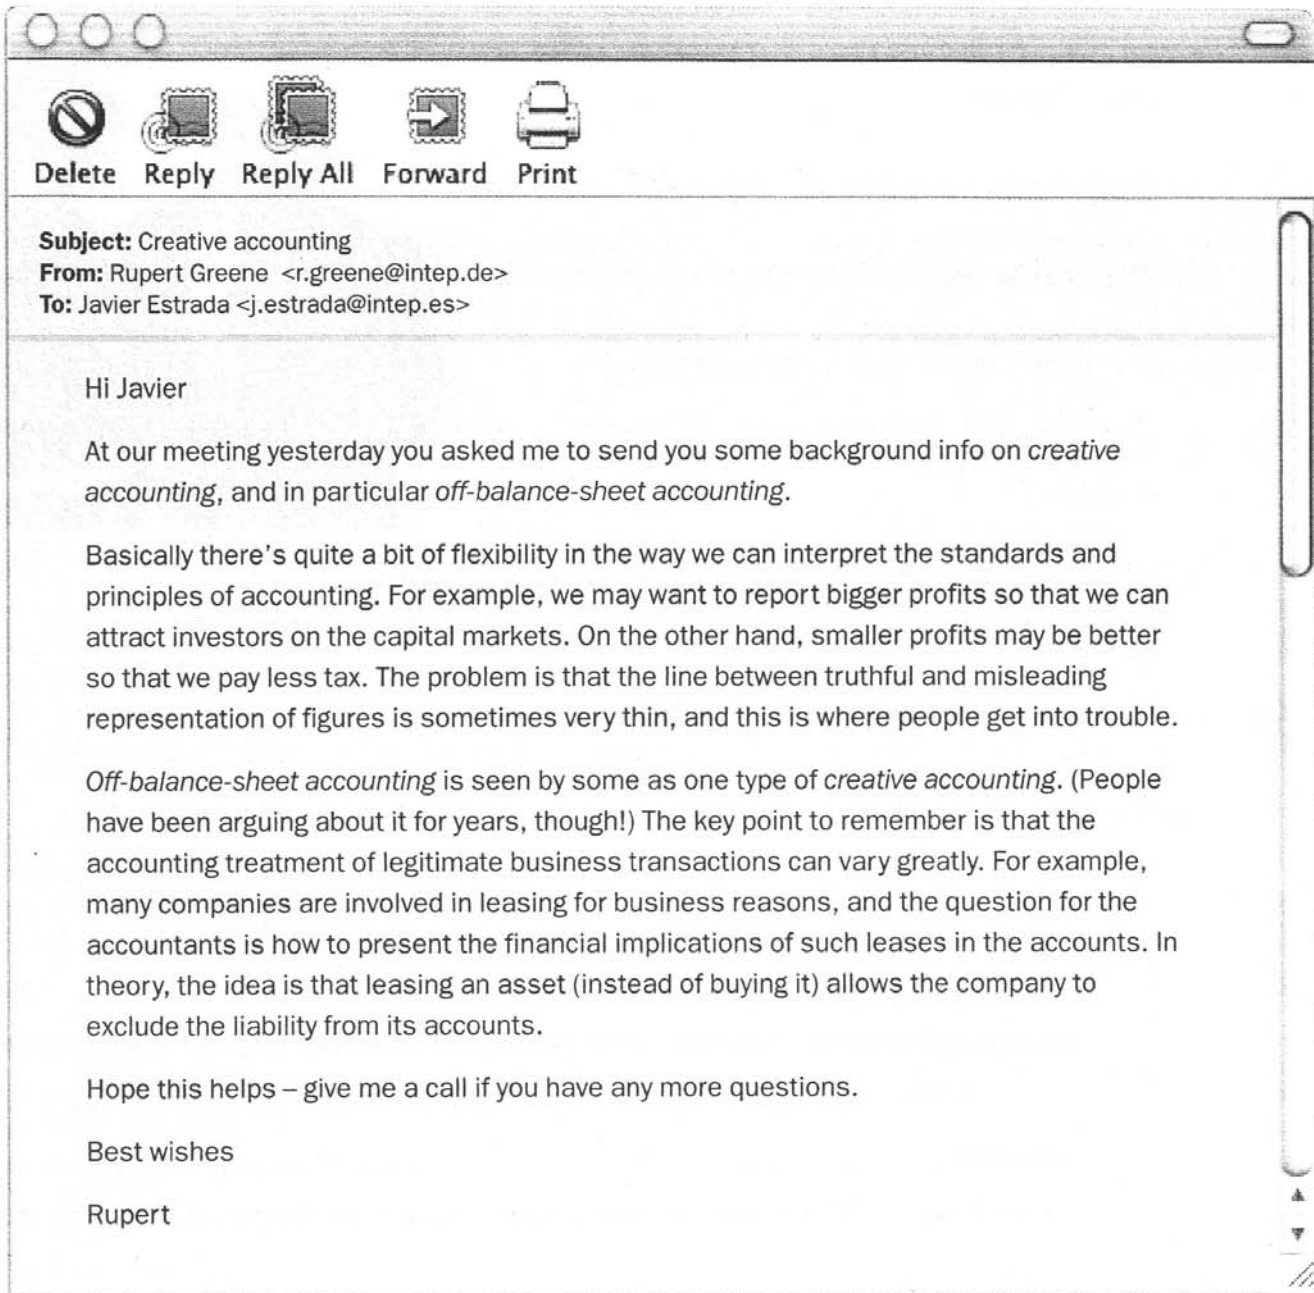 Delete Reply Reply All Forward Print
Subject: Creative accounting
From: Rupert Greene <r.greene@intep.de>
To: Javier Estrada <j.estrada@intep.es>
Hi Javier
At our meeting yesterday you asked me to send you some background info on creative
accounting, and in particular off-balance-sheet accounting.
Basically there's quite a bit of flexibility in the way we can interpret the standards and
principles of accounting. For example, we may want to report bigger profits so that we can
attract investors on the capital markets. On the other hand, smaller profits may be better
so that we pay less tax. The problem is that the line between truthful and misleading
representation of figures is sometimes very thin, and this is where people get into trouble.
Off-balance-sheet accounting is seen by some as one type of creative accounting. (People
have been arguing about it for years, though!) The key point to remember is that the
accounting treatment of legitimate business transactions can vary greatly. For example,
many companies are involved in leasing for business reasons, and the question for the
accountants is how to present the financial implications of such leases in the accounts. In
theory, the idea is that leasing an asset (instead of buying it) allows the company to
exclude the liability from its accounts.
Hope this helps – give me a call if you have any more questions.
Best wishes
Rupert